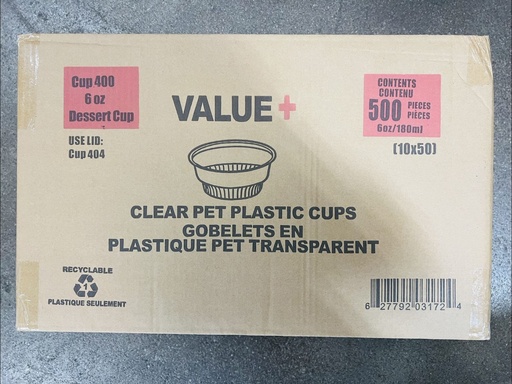 Cup 400
6 oz
Dessert Cup
USE LID:
Cup 404
VALUE+
CONTENTS
CONTENU
500 PIECES
PIÈCES
6oz/180ml
(10x50)
CLEAR PET PLASTIC CUPS
GOBELETS EN
PLASTIQUE PET TRANSPARENT
RECYCLABLE
1
PLASTIQUE SEULEMENT
6 27792 03172 4